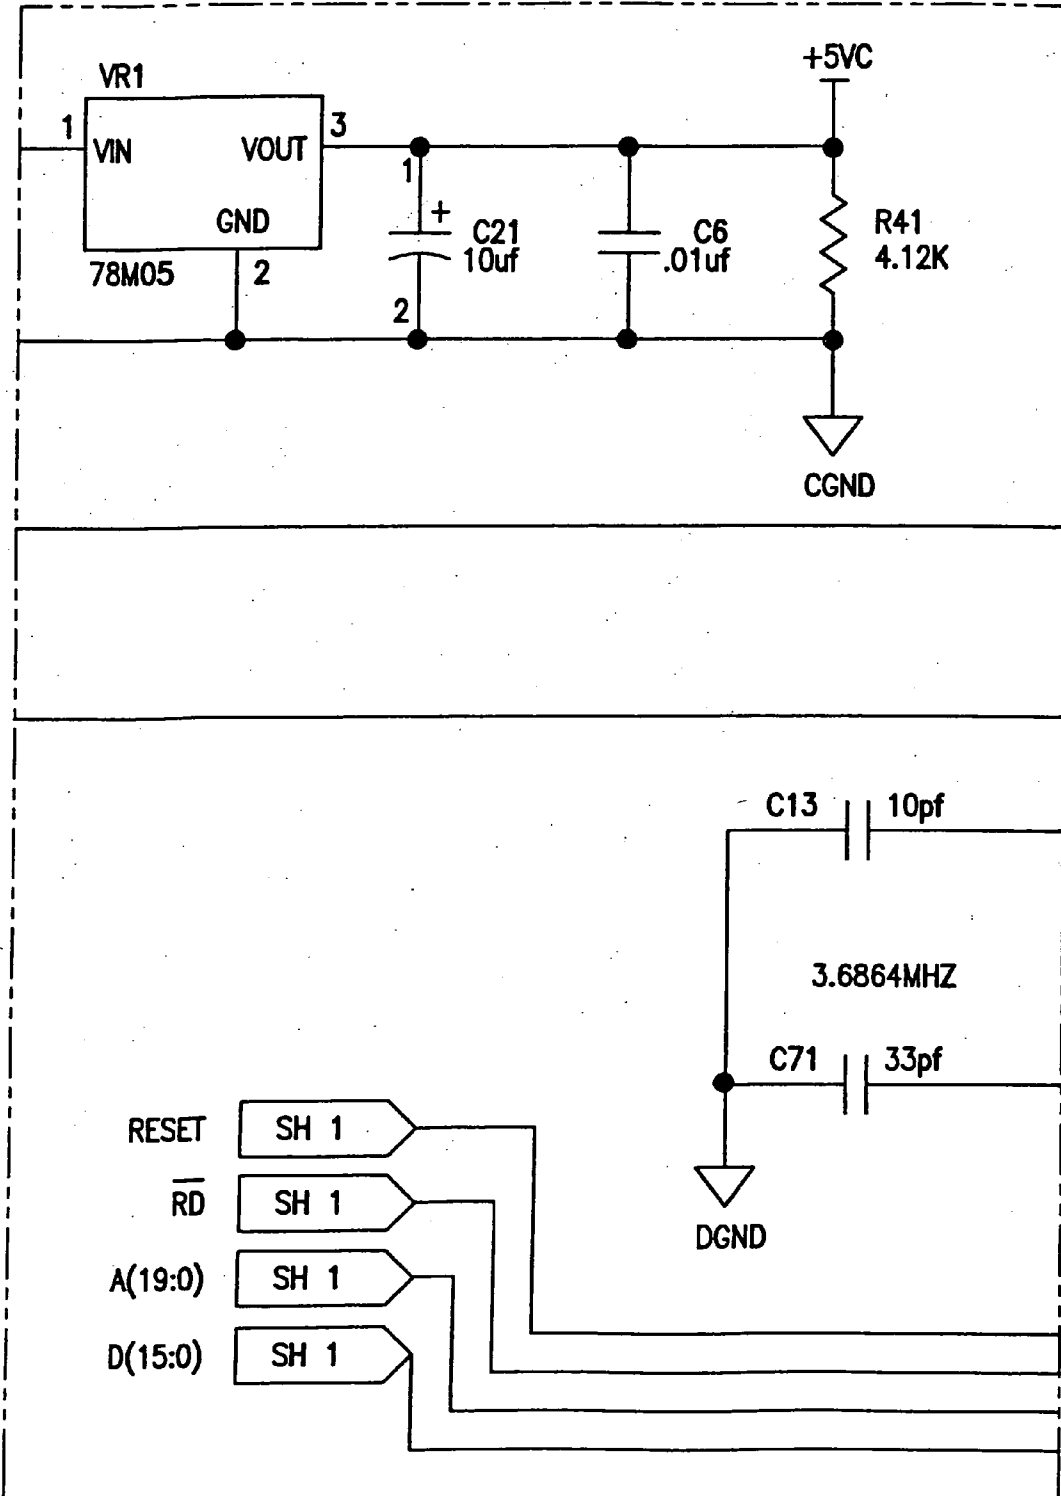 +5VC
VR1
1
VIN
VOUT
3
GND
78M05
2
1
+
C21
10uf
2
C6
.01uf
R41
4.12K
CGND
C13
10pf
3.6864MHZ
C71
33pf
DGND
RESET
SH 1
R̅D̅
SH 1
A(19:0)
SH 1
D(15:0)
SH 1